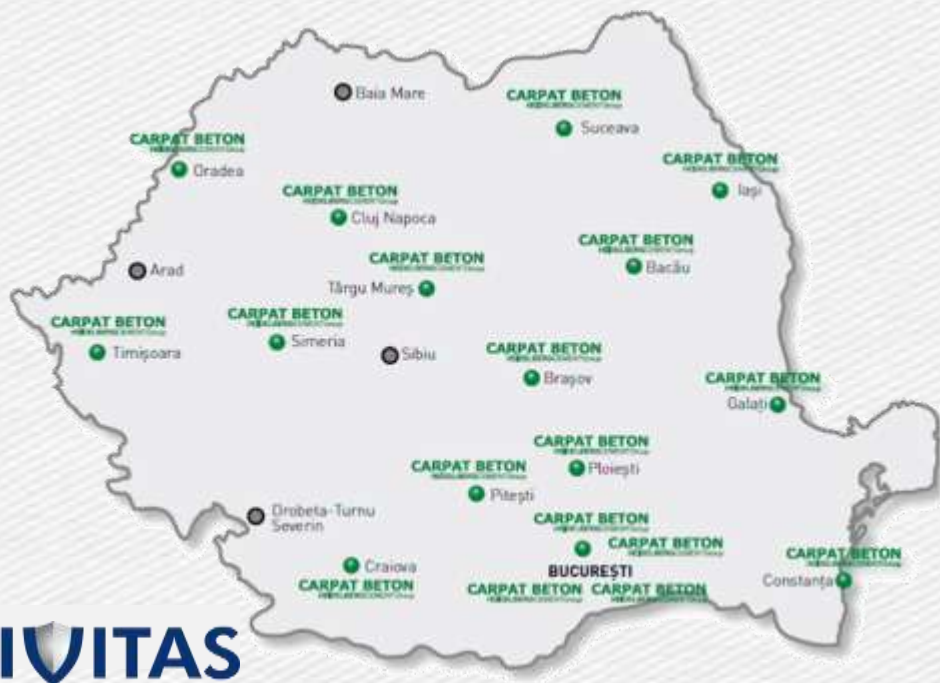 Baia Mare
CARPAT BETON
Suceava
CARPAT BETON
Oradea
CARPAT BETON
Iași
CARPAT BETON
Cluj Napoca
CARPAT BETON
Bacău
CARPAT BETON
Târgu Mureș
Arad
CARPAT BETON
Timișoara
CARPAT BETON
Simeria
Sibiu
CARPAT BETON
Brașov
CARPAT BETON
Galați
CARPAT BETON
Ploiești
CARPAT BETON
Pitești
Drobeta-Turnu
Severin
CARPAT BETON
CARPAT BETON
BUCUREȘTI
CARPAT BETON
CARPAT BETON
Craiova
CARPAT BETON
CARPAT BETON
Constanța
IVITAS